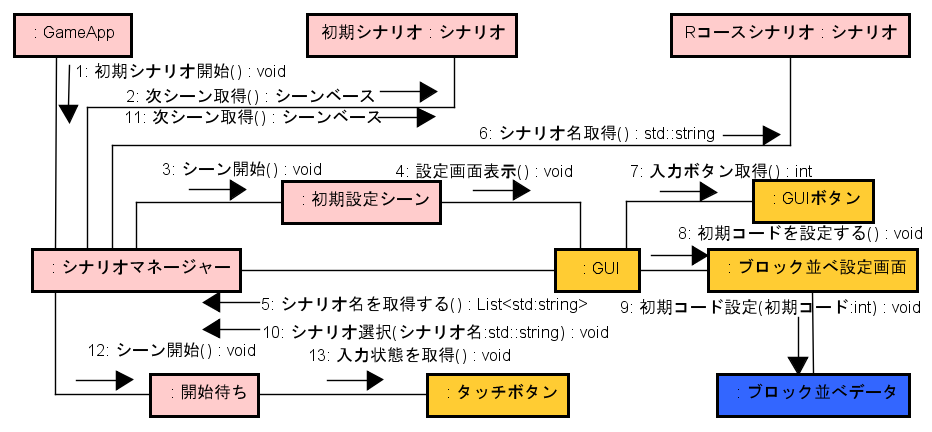 : GameApp
初期シナリオ : シナリオ
Rコースシナリオ : シナリオ
1: 初期シナリオ開始() : void
2: 次シーン取得() : シーンベース
11: 次シーン取得() : シーンベース
6: シナリオ名取得() : std::string
3: シーン開始() : void
4: 設定画面表示() : void
7: 入力ボタン取得() : int
: 初期設定シーン
: GUIボタン
8: 初期コードを設定する() : void
: シナリオマネージャー
: GUI
: ブロック並べ設定画面
5: シナリオ名を取得する() : List<std:string>
9: 初期コード設定(初期コード:int) : void
10: シナリオ選択(シナリオ名:std::string) : void
12: シーン開始() : void
13: 入力状態を取得() : void
: 開始待ち
: タッチボタン
: ブロック並べデータ